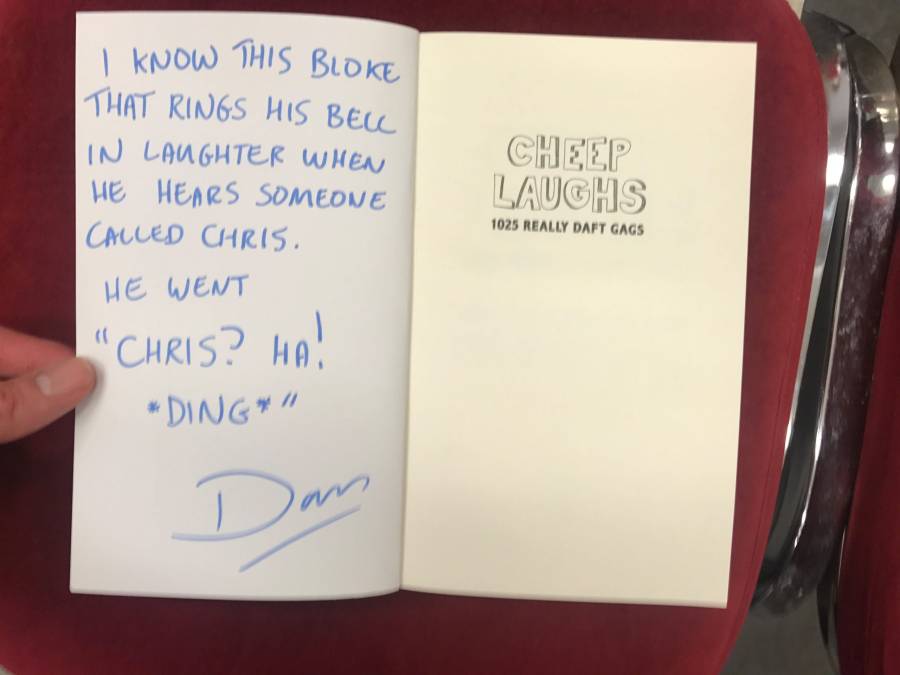 I KNOW THIS BLOKE
THAT RINGS HIS BELL
IN LAUGHTER WHEN
HE HEARS SOMEONE
CALLED CHRIS.
HE WENT
"CHRIS? HA!
*DING*"
Dan
CHEEP
LAUGHS
1025 REALLY DAFT GAGS